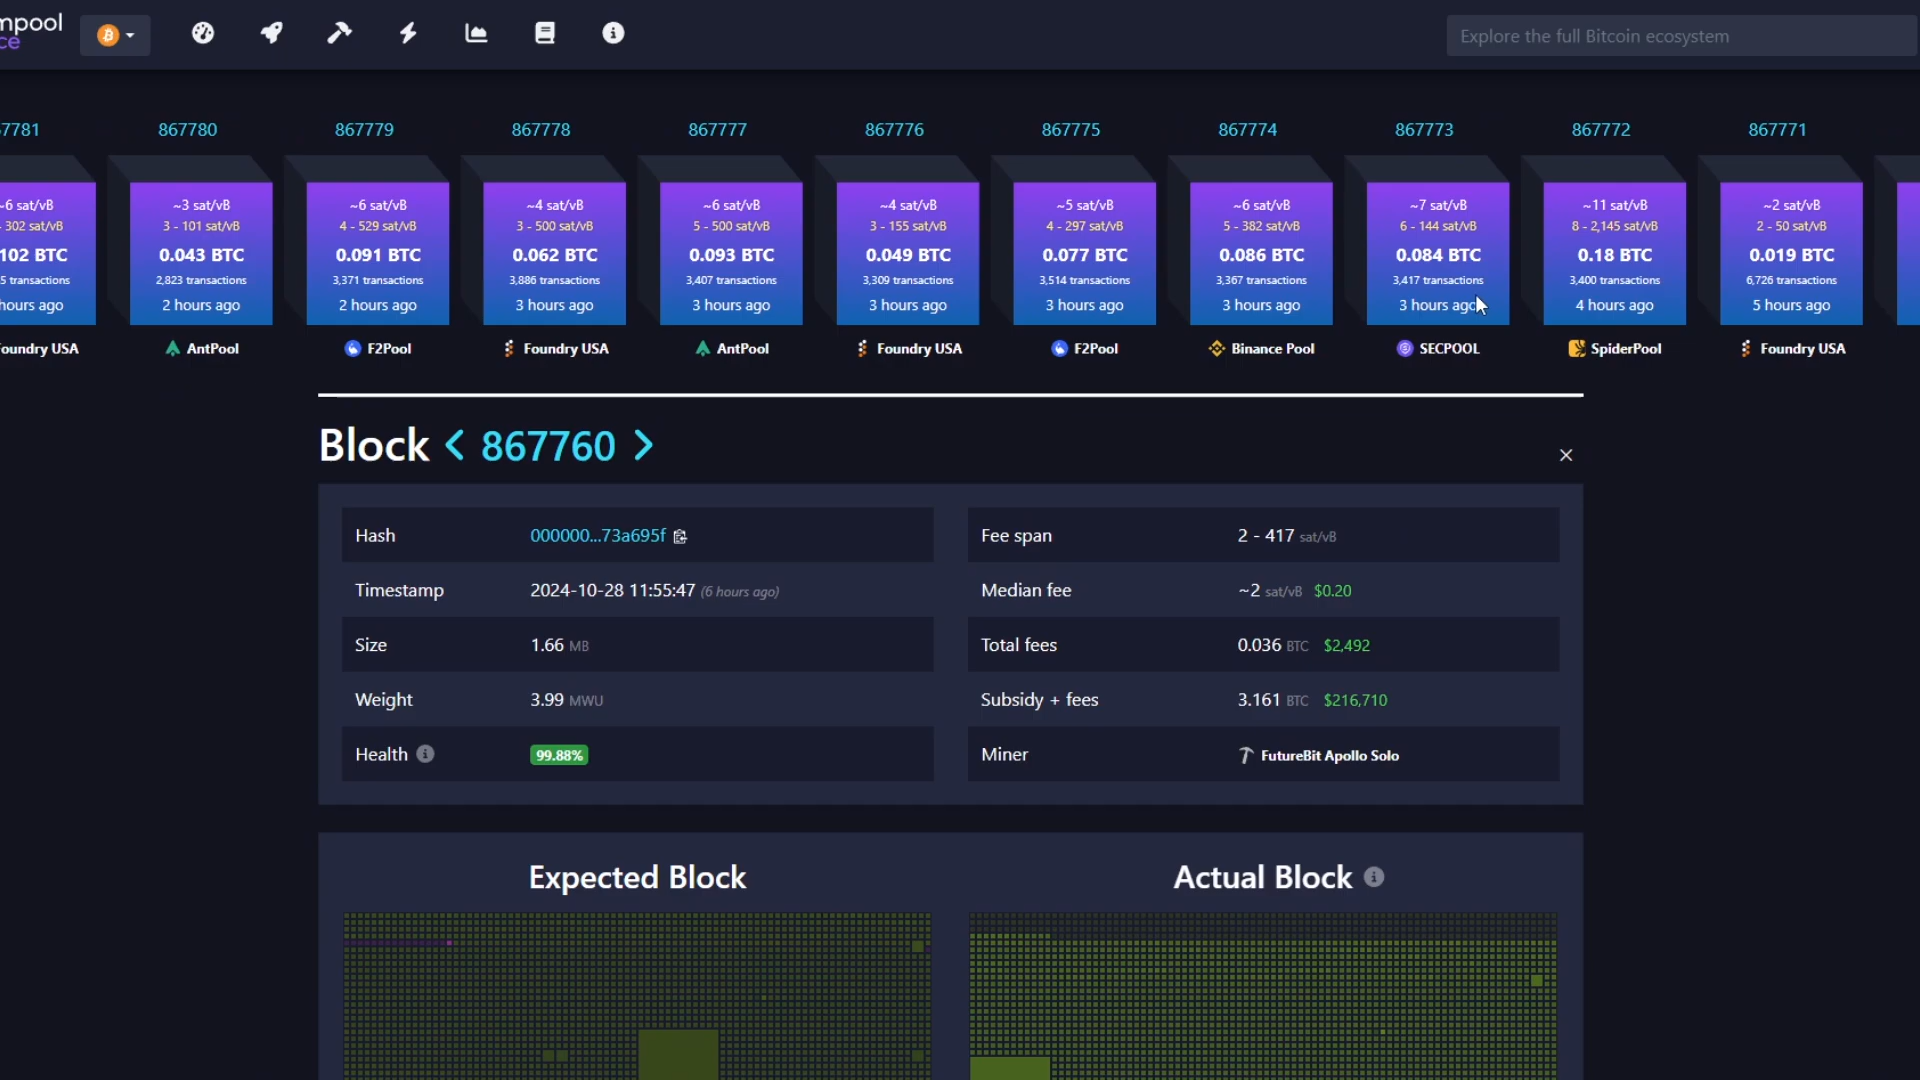 mpool
ce
Explore the full Bitcoin ecosystem
7781 867780 867779 867778 867777 867776 867775 867774 867773 867772 867771
~6 sat/vB ~3 sat/vB ~6 sat/vB ~4 sat/vB ~6 sat/vB ~4 sat/vB ~5 sat/vB ~6 sat/vB ~7 sat/vB ~11 sat/vB ~2 sat/vB
- 302 sat/vB 3 - 101 sat/vB 4 - 529 sat/vB 3 - 500 sat/vB 5 - 500 sat/vB 3 - 155 sat/vB 4 - 297 sat/vB 5 - 382 sat/vB 6 - 144 sat/vB 8 - 2,145 sat/vB 2 - 50 sat/vB
102 BTC 0.043 BTC 0.091 BTC 0.062 BTC 0.093 BTC 0.049 BTC 0.077 BTC 0.086 BTC 0.084 BTC 0.18 BTC 0.019 BTC
5 transactions 2,823 transactions 3,371 transactions 3,886 transactions 3,407 transactions 3,309 transactions 3,514 transactions 3,367 transactions 3,417 transactions 3,400 transactions 6,726 transactions
hours ago 2 hours ago 2 hours ago 3 hours ago 3 hours ago 3 hours ago 3 hours ago 3 hours ago 3 hours ago 4 hours ago 5 hours ago
oundry USA AntPool F2Pool Foundry USA AntPool Foundry USA F2Pool Binance Pool SECPOOL SpiderPool Foundry USA
Block < 867760 >
×
Hash 000000...73a695f
Timestamp 2024-10-28 11:55:47 (6 hours ago)
Size 1.66 MB
Weight 3.99 MWU
Health 99.88%
Fee span 2 - 417 sat/vB
Median fee ~2 sat/vB $0.20
Total fees 0.036 BTC $2,492
Subsidy + fees 3.161 BTC $216,710
Miner FutureBit Apollo Solo
Expected Block
Actual Block